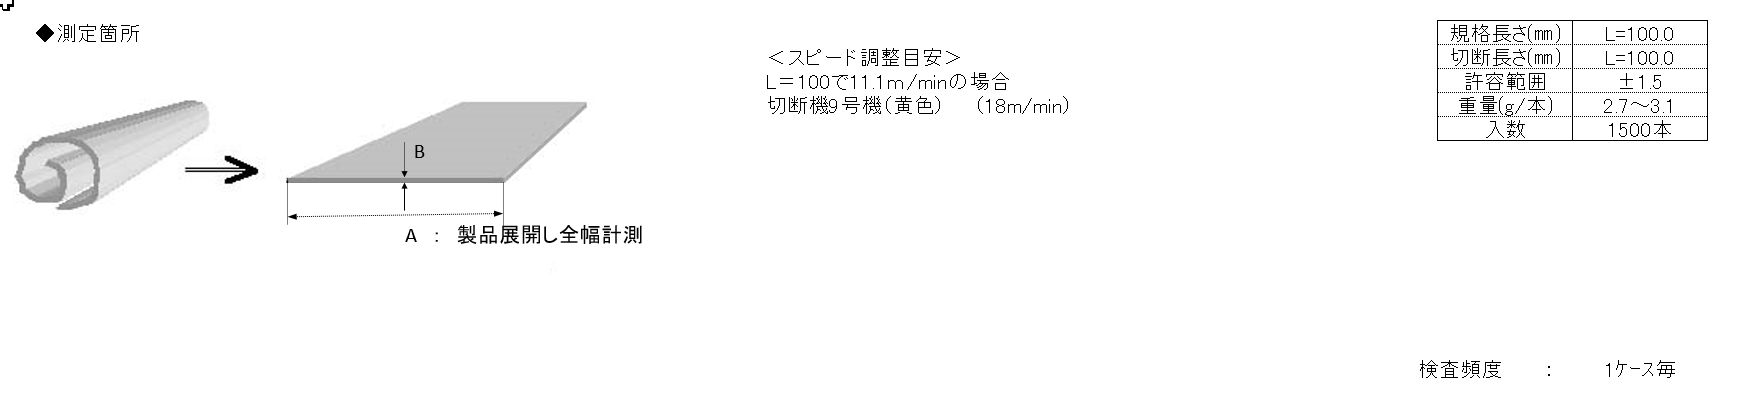 ◆測定箇所
＜スピード調整目安＞
L＝100で11.1m/minの場合
切断機9号機(黄色)　(18m/min)
規格長さ(㎜) L=100.0
切断長さ(㎜) L=100.0
許容範囲 ±1.5
重量(g/本) 2.7～3.1
入数 1500本
B
A ： 製品展開し全幅計測
検査頻度 ： 1ｹｰｽ毎